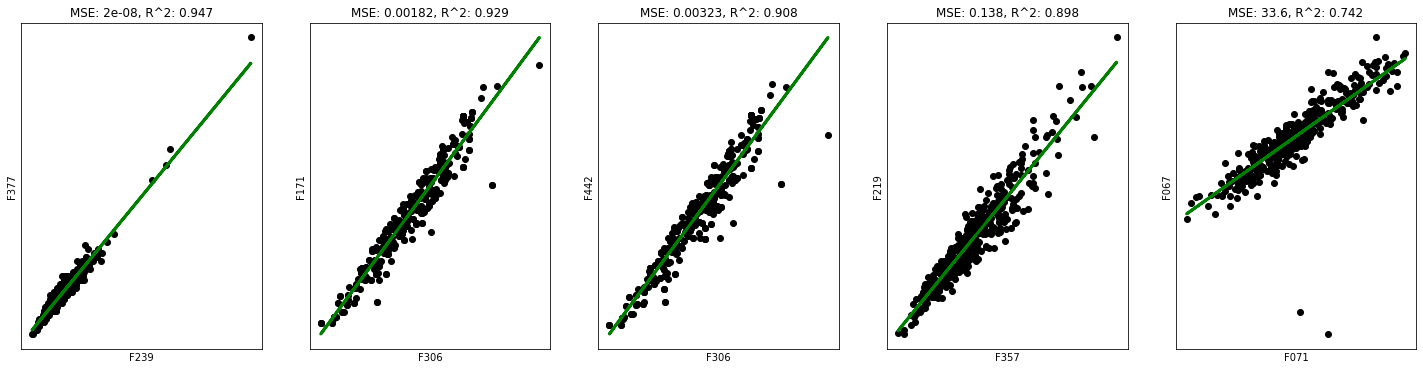 MSE: 2e-08, R^2: 0.947
F377
F239
MSE: 0.00182, R^2: 0.929
F171
F306
MSE: 0.00323, R^2: 0.908
F442
F306
MSE: 0.138, R^2: 0.898
F219
F357
MSE: 33.6, R^2: 0.742
F067
F071